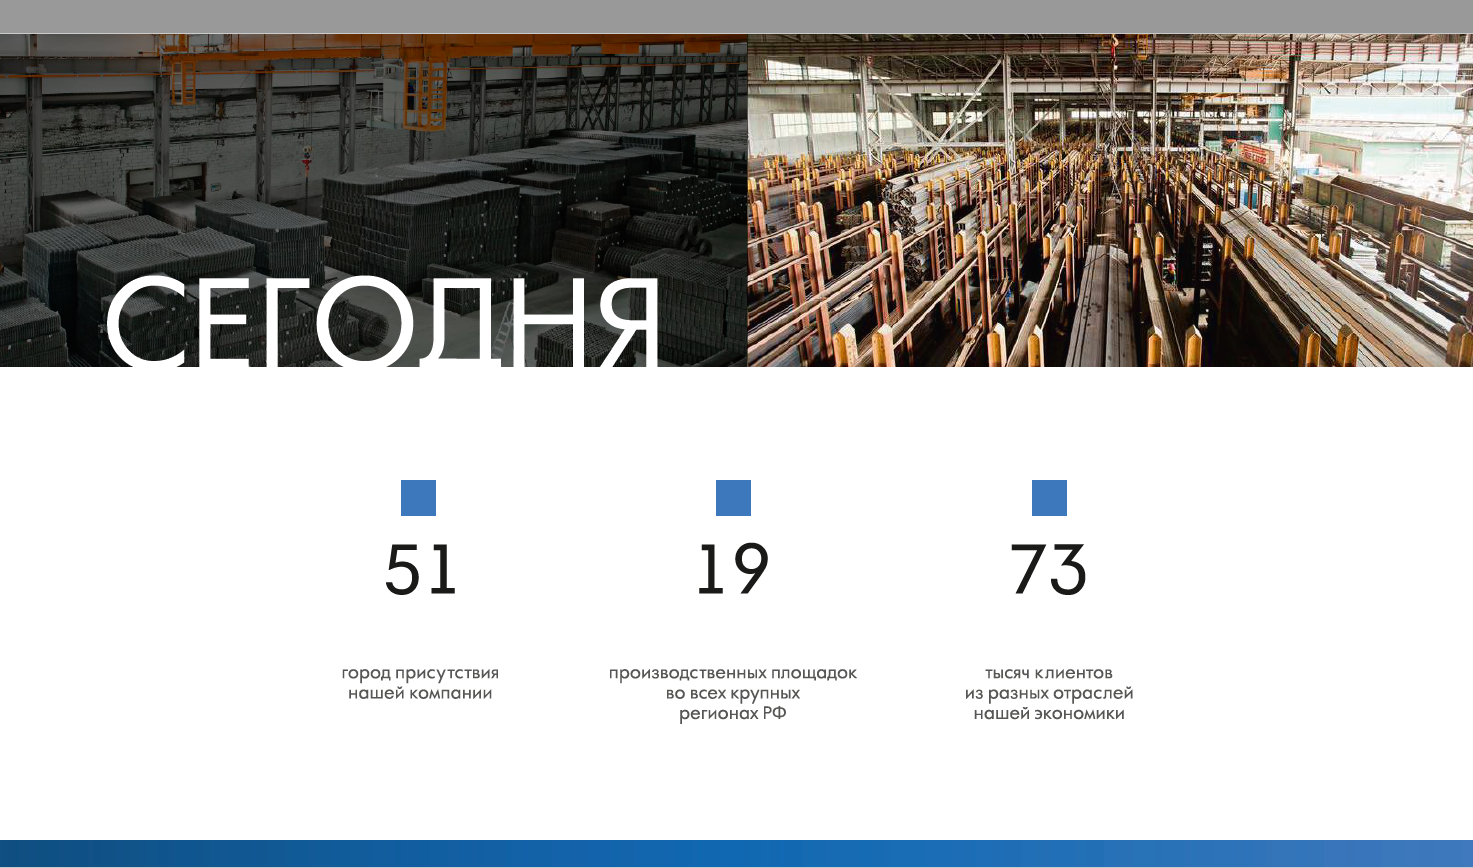 СЕГОДНЯ
51
19
73
город присутствия
нашей компании
производственных площадок
во всех крупных
регионах РФ
тысяч клиентов
из разных отраслей
нашей экономики